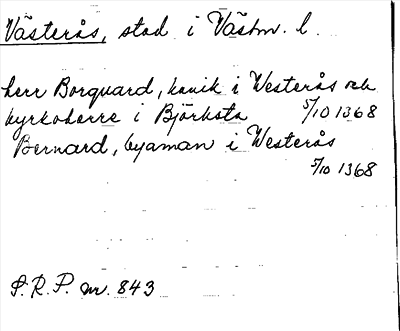 Västerås, stad i Västm. l.
herr Borquard, kanik i Westerås och
kyrkoherre i Björksta 5/10 1368
Bernard, byaman i Westerås
5/10 1368
S.R.P. nr. 843